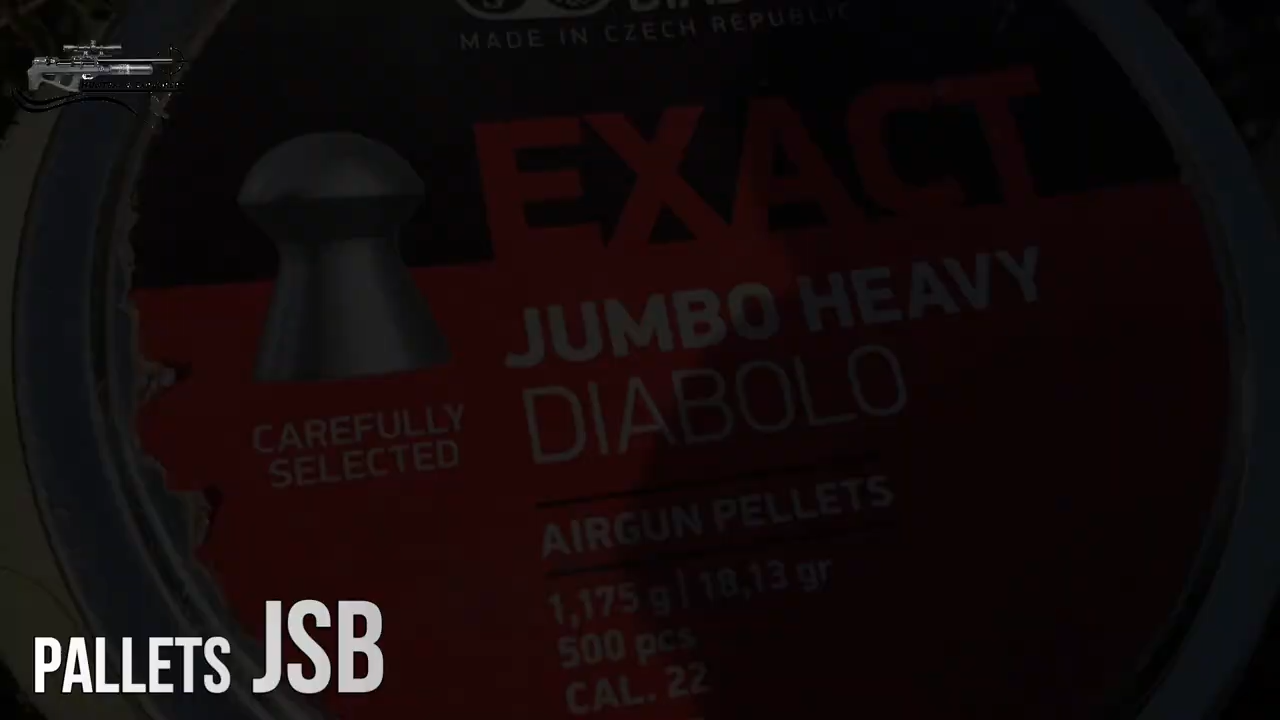 MADE IN CZECH REPUBLIC
EXACT
JUMBO HEAVY
DIABOLO
CAREFULLY
SELECTED
AIRGUN PELLETS
1,175 g | 18,13 gr
500 pcs
CAL. 22
PALLETS JSB